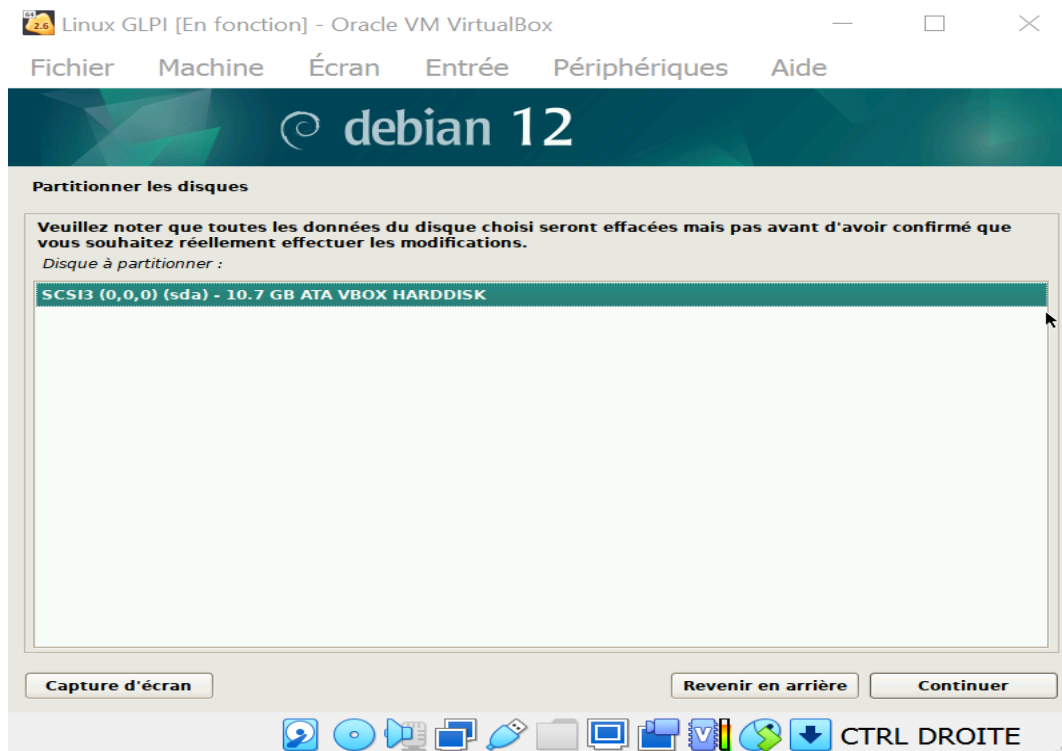 Linux GLPI [En fonction] - Oracle VM VirtualBox
Fichier Machine Écran Entrée Périphériques Aide
debian 12
Partitionner les disques
Veuillez noter que toutes les données du disque choisi seront effacées mais pas avant d'avoir confirmé que
vous souhaitez réellement effectuer les modifications.
Disque à partitionner :
SCSI3 (0,0,0) (sda) - 10.7 GB ATA VBOX HARDDISK
Capture d'écran Revenir en arrière Continuer
CTRL DROITE